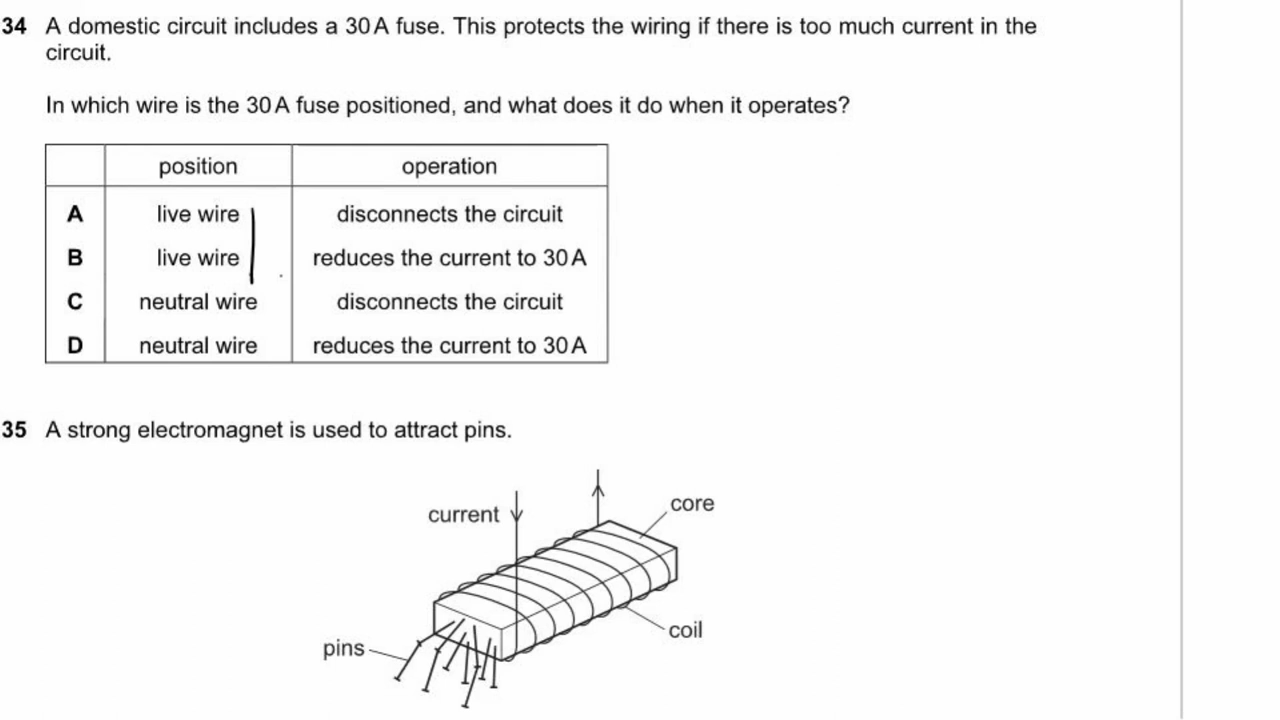 34 A domestic circuit includes a 30 A fuse. This protects the wiring if there is too much current in the
circuit.
In which wire is the 30 A fuse positioned, and what does it do when it operates?
position operation
A live wire disconnects the circuit
B live wire reduces the current to 30 A
C neutral wire disconnects the circuit
D neutral wire reduces the current to 30 A
35 A strong electromagnet is used to attract pins.
current
core
coil
pins